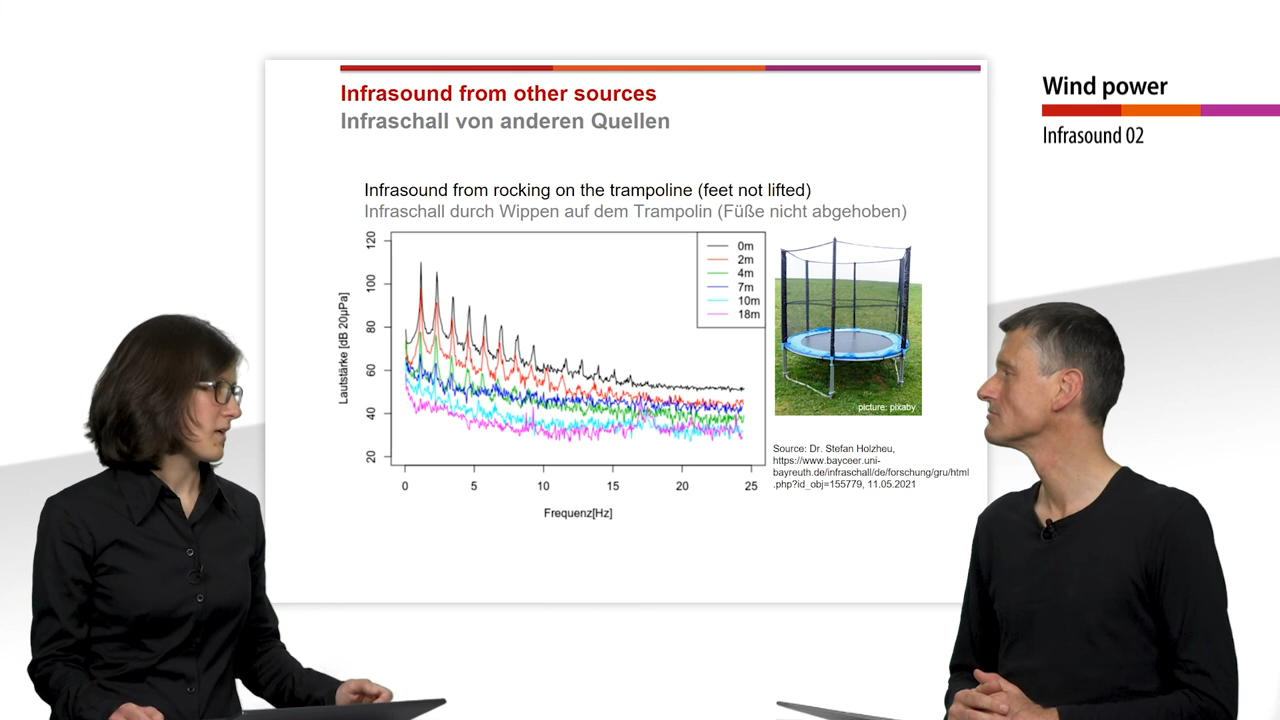 Infrasound from other sources
Infraschall von anderen Quellen
Wind power
Infrasound 02
Infrasound from rocking on the trampoline (feet not lifted)
Infraschall durch Wippen auf dem Trampolin (Füße nicht abgehoben)
Lautstärke [dB 20µPa]
120
100
80
60
40
20
0m
2m
4m
7m
10m
18m
0 5 10 15 20 25
Frequenz[Hz]
picture: pixaby
Source: Dr. Stefan Holzheu,
https://www.bayceer.uni-
bayreuth.de/infraschall/de/forschung/gru/html
.php?id_obj=155779, 11.05.2021